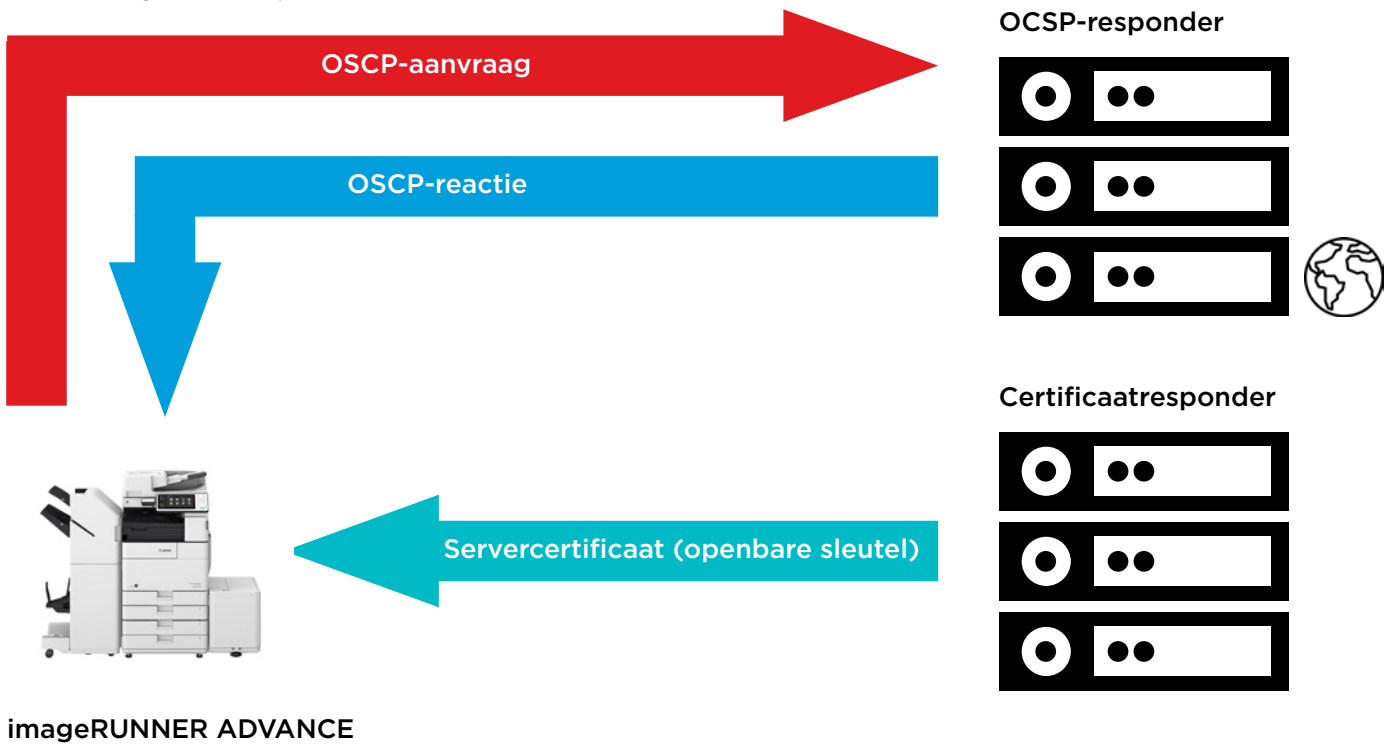 OCSP-responder
OSCP-aanvraag
OSCP-reactie
Certificaatresponder
Servercertificaat (openbare sleutel)
imageRUNNER ADVANCE